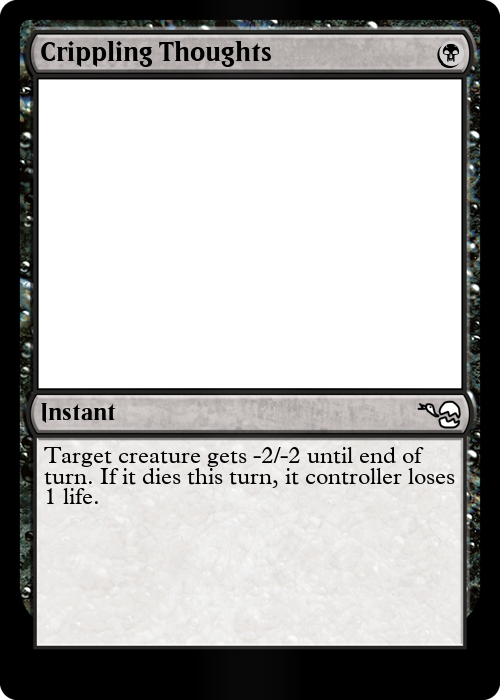 Crippling Thoughts
Instant
Target creature gets -2/-2 until end of
turn. If it dies this turn, it controller loses
1 life.